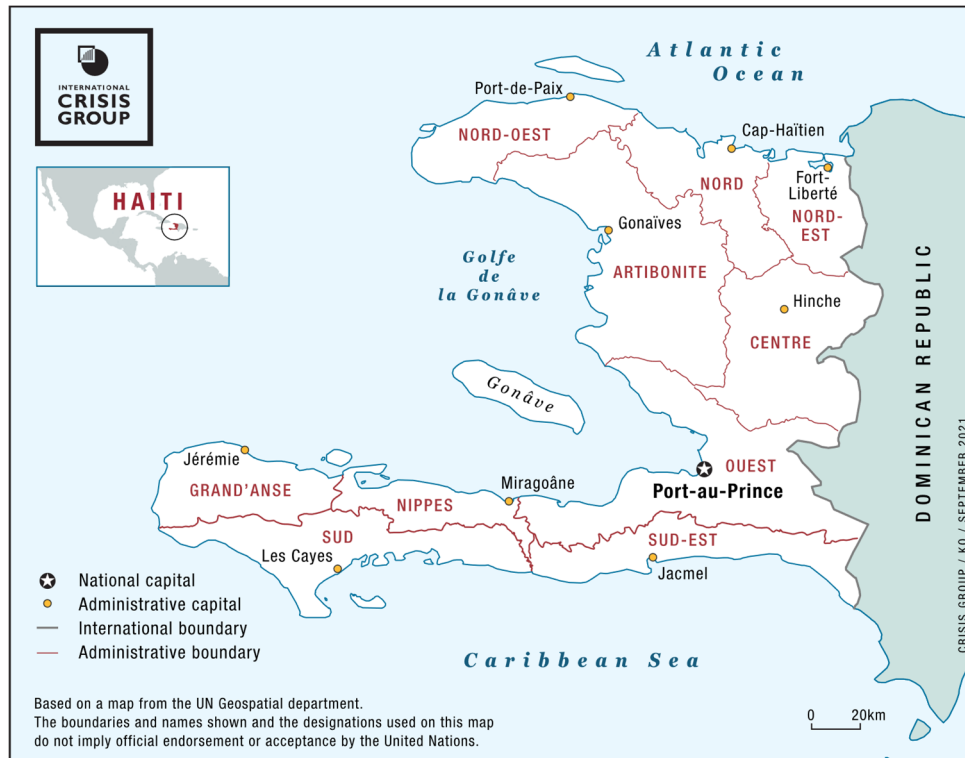 INTERNATIONAL
CRISIS
GROUP
HAITI
Atlantic
Ocean
Port-de-Paix
NORD-OEST
Cap-Haïtien
NORD
Fort-
Liberté
NORD-
EST
Gonaïves
Golfe
de
la Gonâve
ARTIBONITE
Hinche
CENTRE
DOMINICAN REPUBLIC
Gonâve
Jérémie
GRAND'ANSE
NIPPES
Miragoâne
OUEST
Port-au-Prince
SUD
Les Cayes
SUD-EST
Jacmel
National capital
Administrative capital
International boundary
Administrative boundary
Caribbean Sea
Based on a map from the UN Geospatial department.
The boundaries and names shown and the designations used on this map
do not imply official endorsement or acceptance by the United Nations.
0 20km
CRISIS GROUP / KO / SEPTEMBER 2021